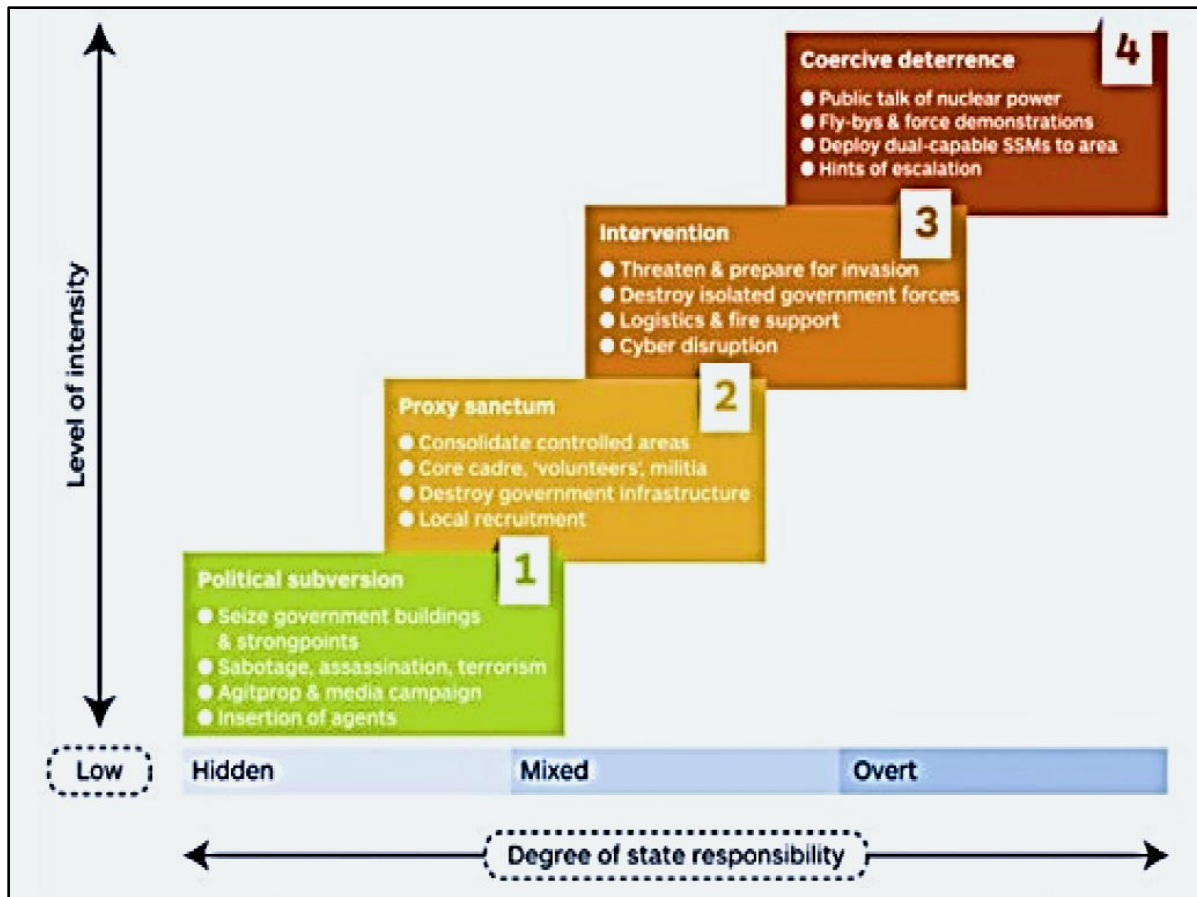 4
Coercive deterrence
● Public talk of nuclear power
● Fly-bys & force demonstrations
● Deploy dual-capable SSMs to area
● Hints of escalation
3
Intervention
● Threaten & prepare for invasion
● Destroy isolated government forces
● Logistics & fire support
● Cyber disruption
2
Proxy sanctum
● Consolidate controlled areas
● Core cadre, 'volunteers', militia
● Destroy government infrastructure
● Local recruitment
1
Political subversion
● Seize government buildings
& strongpoints
● Sabotage, assassination, terrorism
● Agitprop & media campaign
● Insertion of agents
Level of intensity
Low
Hidden
Mixed
Overt
Degree of state responsibility